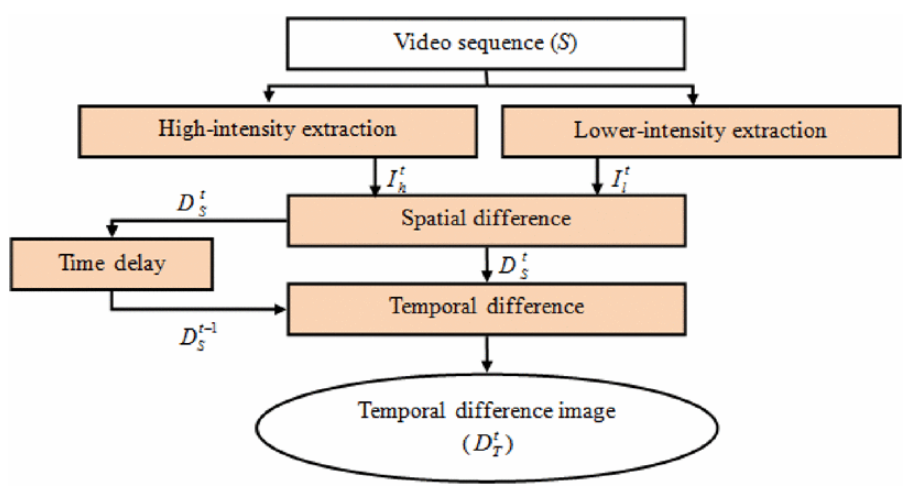 Video sequence (S)
High-intensity extraction
Lower-intensity extraction
I_h^t
I_l^t
D_S^t
Spatial difference
Time delay
D_S^t
Temporal difference
D_S^{t-1}
Temporal difference image
(D_T^t)